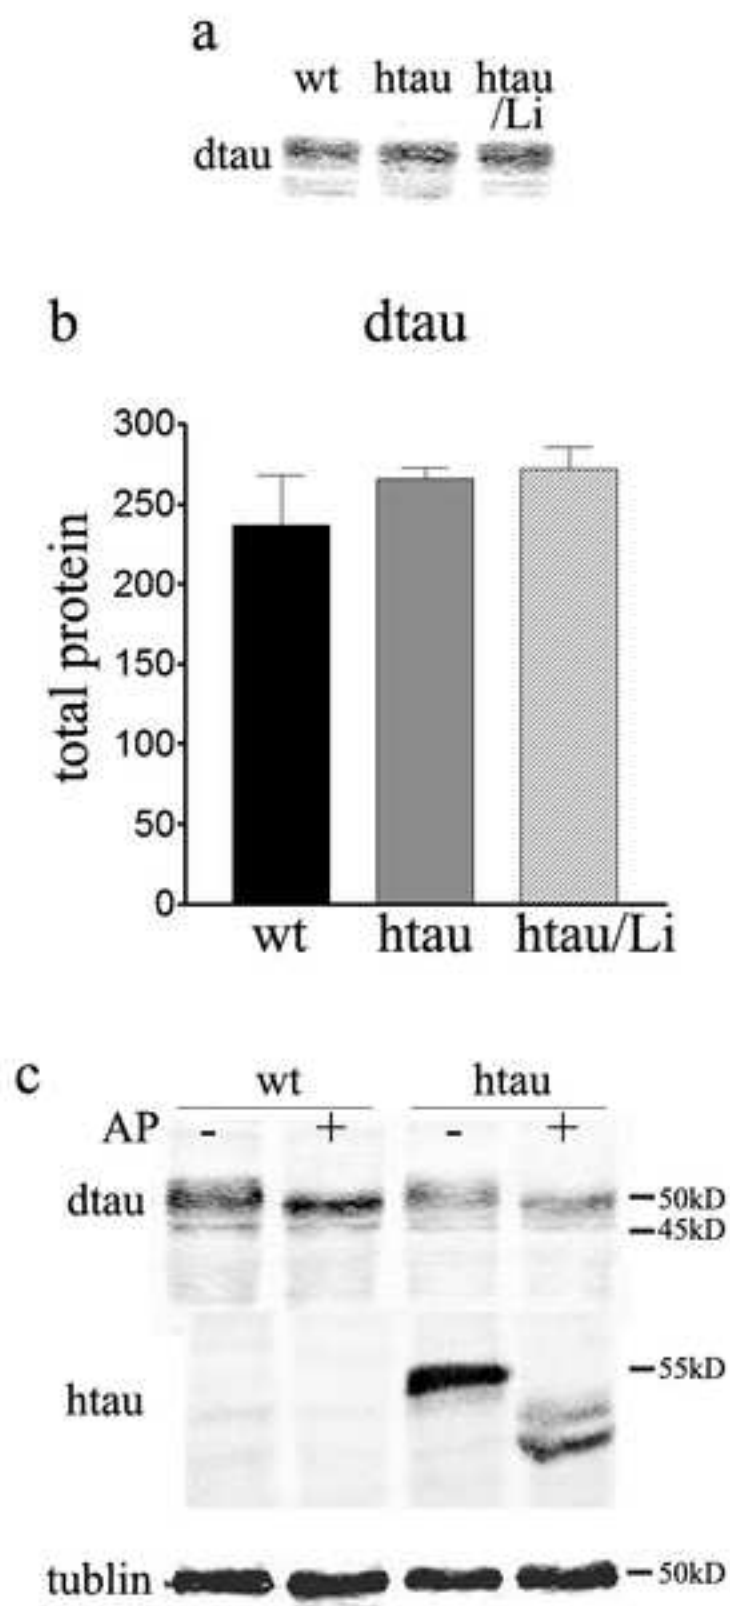 a
wt htau htau
/Li
dtau
b dtau
300
250
200
150
100
50
0
total protein
wt htau htau/Li
c wt htau
AP - + - +
dtau
50kD
45kD
55kD
htau
tublin 50kD